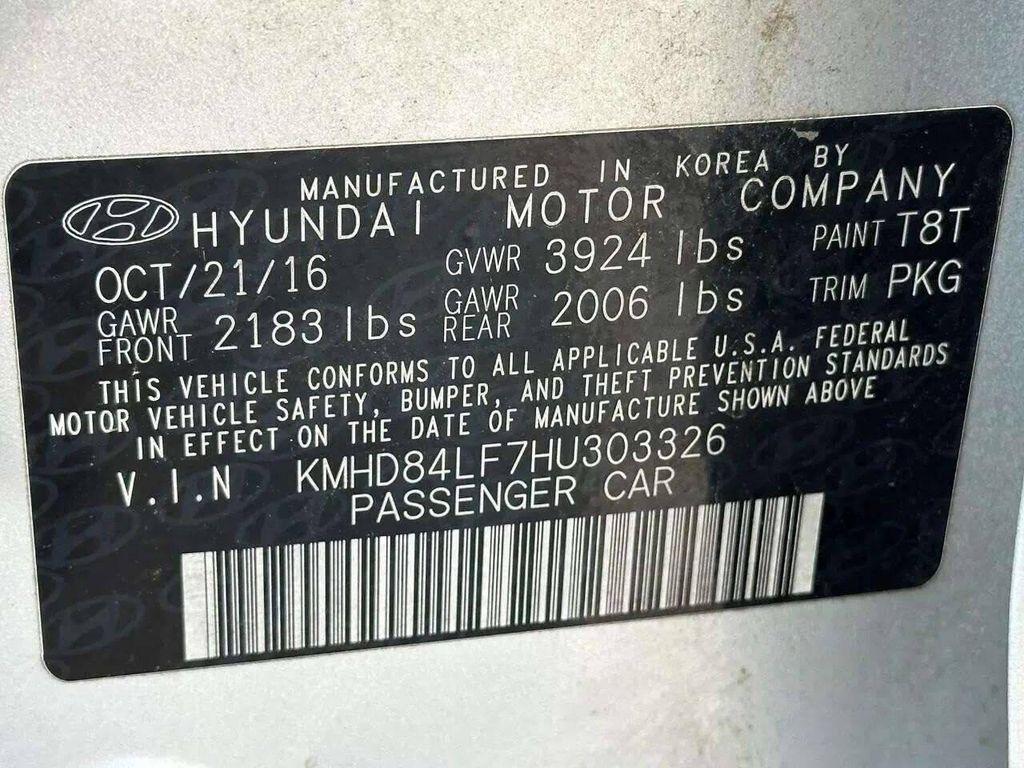 MANUFACTURED IN KOREA BY
HYUNDAI MOTOR COMPANY
OCT/21/16 GVWR 3924 lbs PAINT T8T
GAWR FRONT 2183 lbs GAWR REAR 2006 lbs TRIM PKG
THIS VEHICLE CONFORMS TO ALL APPLICABLE U.S.A. FEDERAL
MOTOR VEHICLE SAFETY, BUMPER, AND THEFT PREVENTION STANDARDS
IN EFFECT ON THE DATE OF MANUFACTURE SHOWN ABOVE
V.I.N KMHD84LF7HU303326
PASSENGER CAR